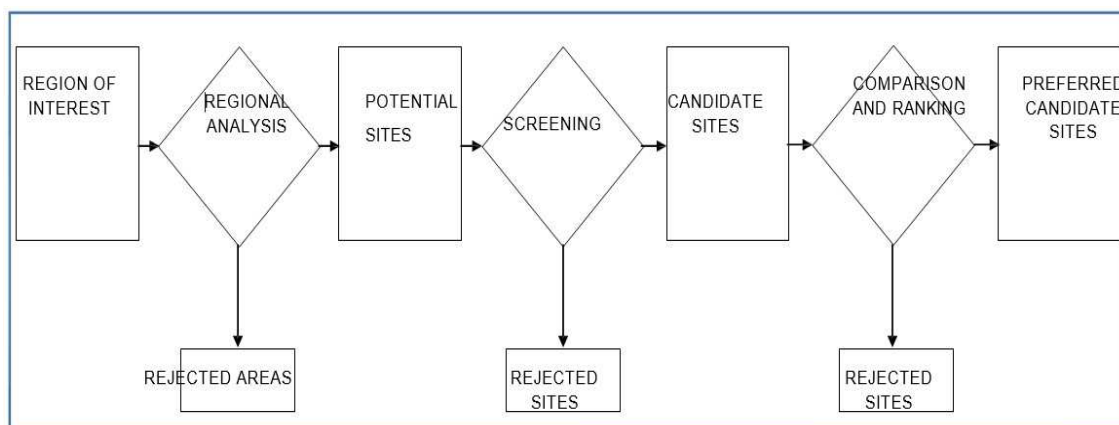 REGION OF
INTEREST
REGIONAL
ANALYSIS
POTENTIAL
SITES
SCREENING
CANDIDATE
SITES
COMPARISON
AND RANKING
PREFERRED
CANDIDATE
SITES
REJECTED AREAS
REJECTED
SITES
REJECTED
SITES